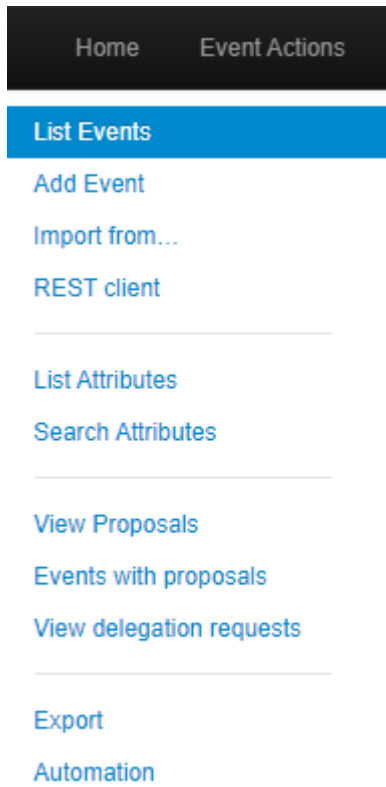 Home Event Actions
List Events
Add Event
Import from...
REST client
List Attributes
Search Attributes
View Proposals
Events with proposals
View delegation requests
Export
Automation